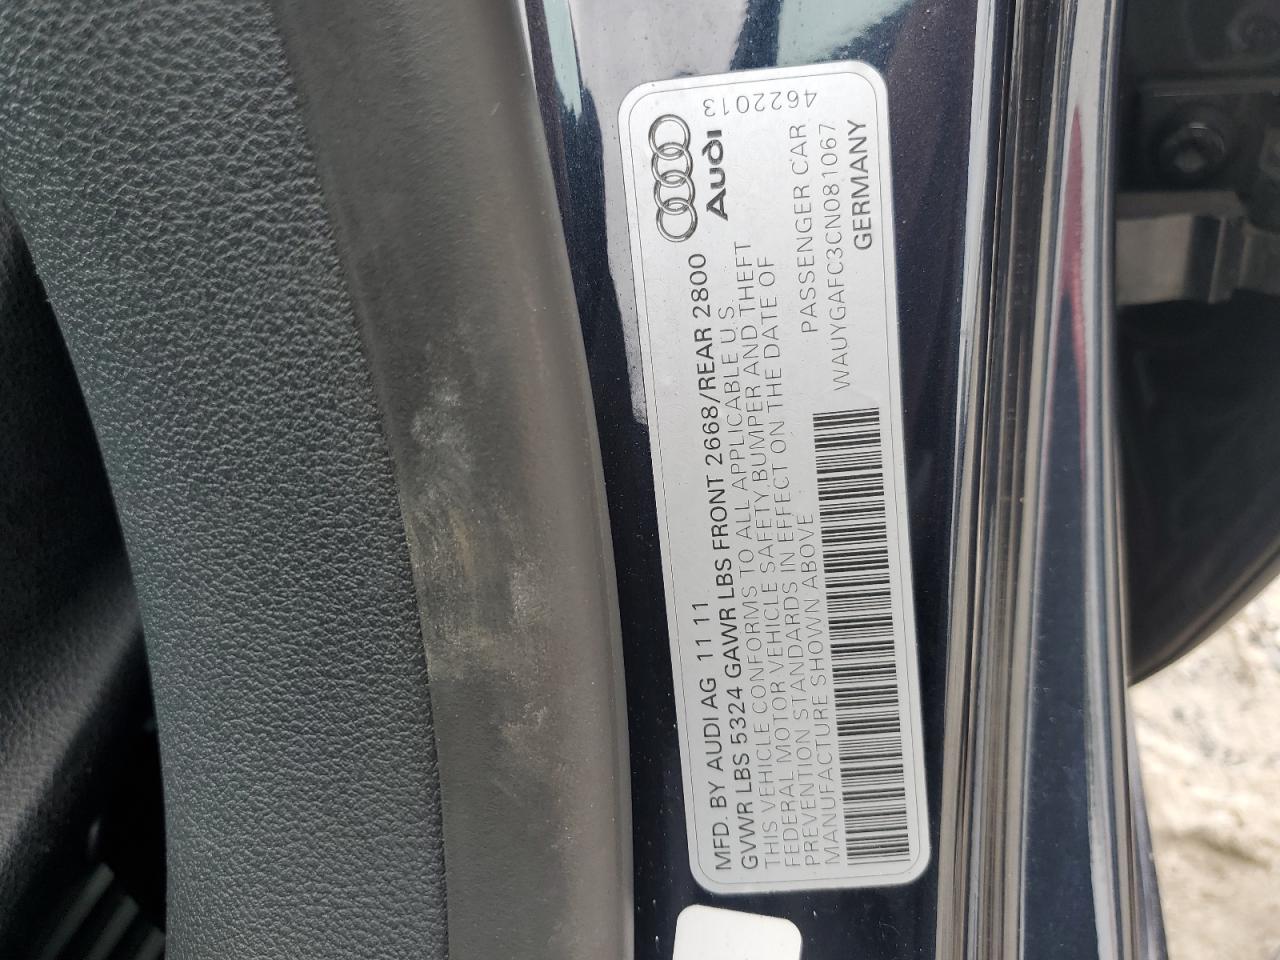 MFD. BY AUDI AG 11 11
GVWR LBS 5324 GAWR LBS FRONT 2668/REAR 2800
THIS VEHICLE CONFORMS TO ALL APPLICABLE U.S
FEDERAL MOTOR VEHICLE SAFETY/BUMPER AND THEFT
PREVENTION STANDARDS IN EFFECT ON THE DATE OF
MANUFACTURE SHOWN ABOVE
PASSENGER CAR
WAUYGAFC3CN081067
GERMANY
Audi
4622013